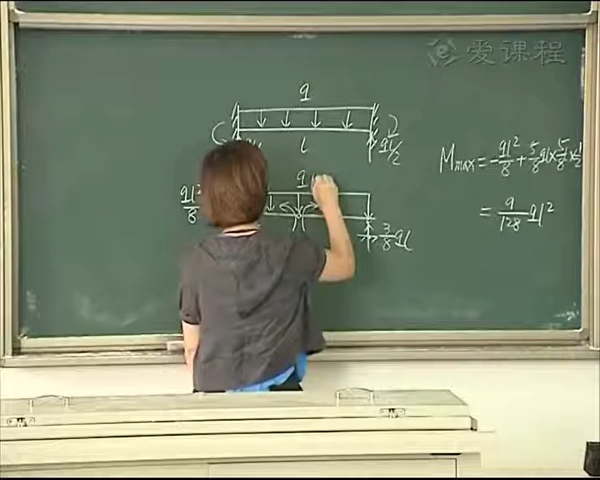 爱课程
q
l
ql/2
Mmax = -ql²/8 + 5/8 ql × 5/8 × 1/2
= 9/128 ql²
q
ql²/8
3/8 ql